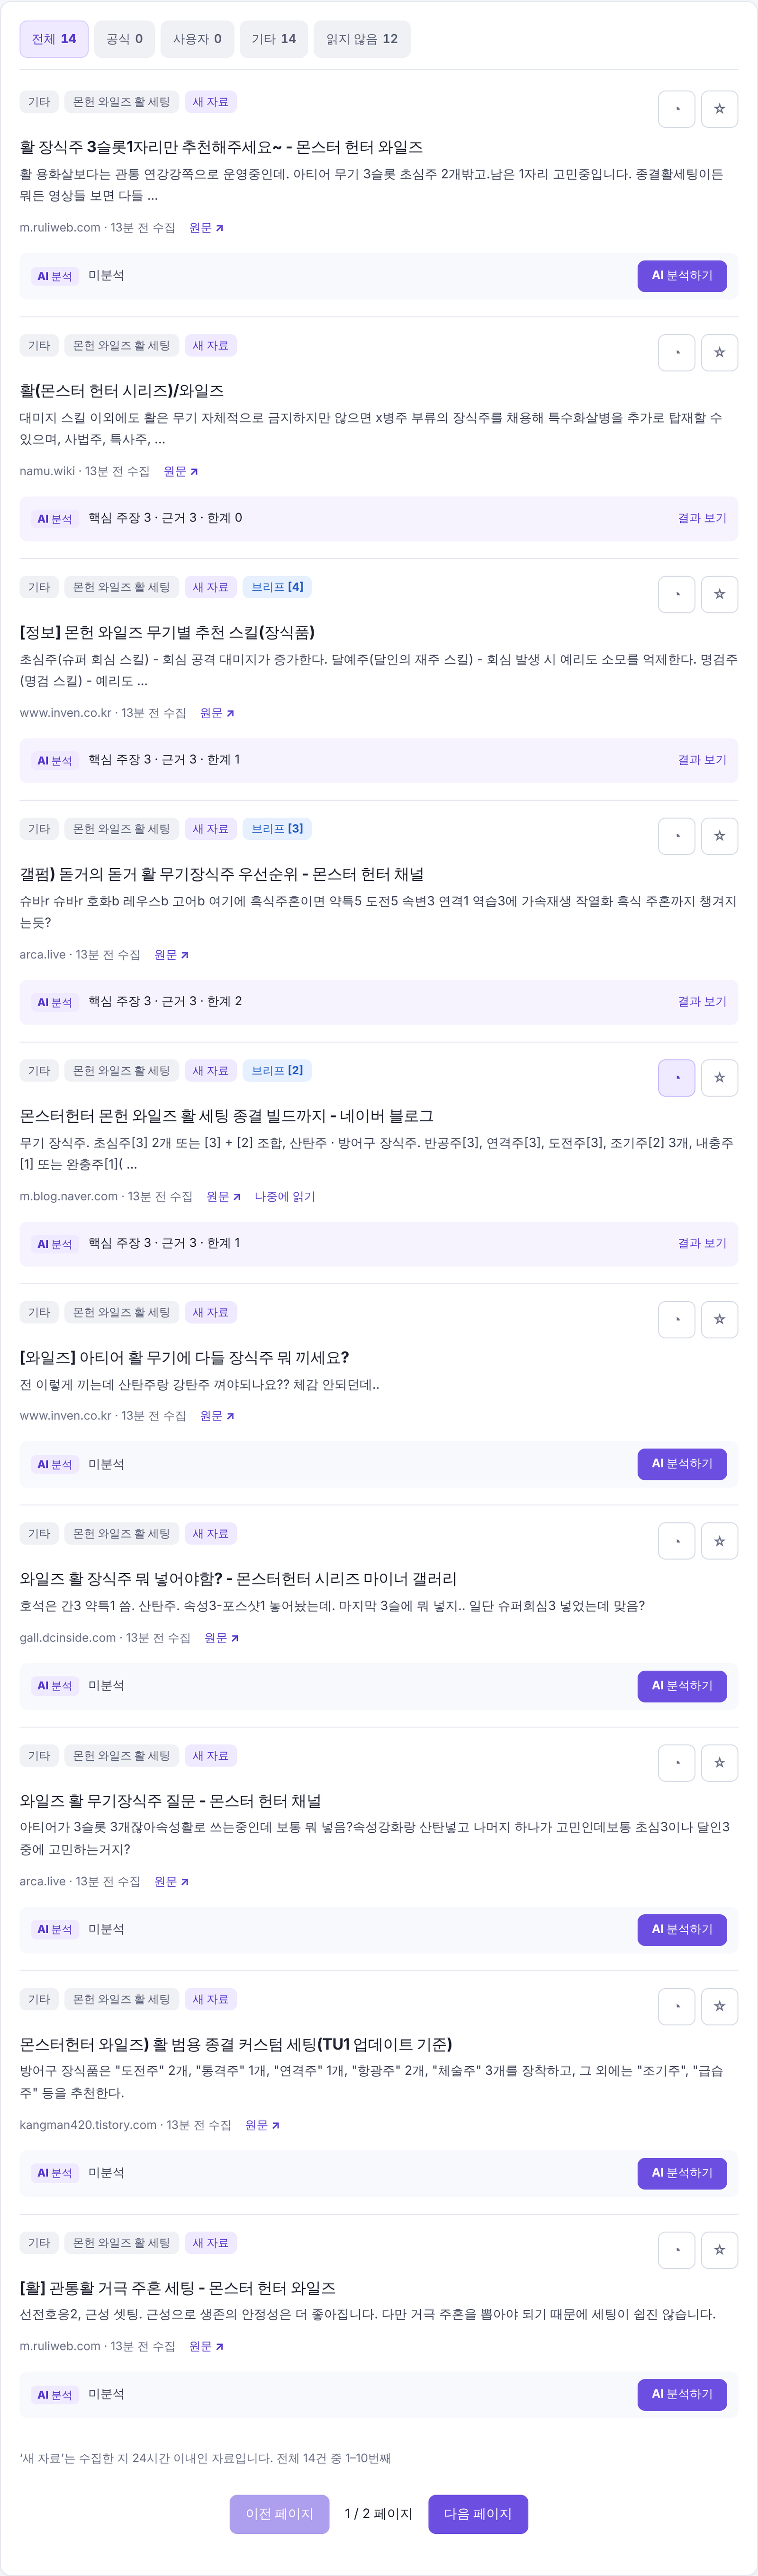 전체 14 공식 0 사용자 0 기타 14 읽지 않음 12
기타 몬헌 와일즈 활 세팅 새 자료
활 장식주 3슬롯1자리만 추천해주세요~ - 몬스터 헌터 와일즈
활 용화살보다는 관통 연강강쪽으로 운영중인데. 아티어 무기 3슬롯 초심주 2개밖고.남은 1자리 고민중입니다. 종결활세팅이든
뭐든 영상들 보면 다들 ...
m.ruliweb.com · 13분 전 수집 원문 ↗
AI 분석 미분석 AI 분석하기
기타 몬헌 와일즈 활 세팅 새 자료
활(몬스터 헌터 시리즈)/와일즈
대미지 스킬 이외에도 활은 무기 자체적으로 금지하지만 않으면 x병주 부류의 장식주를 채용해 특수화살병을 추가로 탑재할 수
있으며, 사법주, 특사주, ...
namu.wiki · 13분 전 수집 원문 ↗
AI 분석 핵심 주장 3 · 근거 3 · 한계 0 결과 보기
기타 몬헌 와일즈 활 세팅 새 자료 브리프 [4]
[정보] 몬헌 와일즈 무기별 추천 스킬(장식품)
초심주(슈퍼 회심 스킬) - 회심 공격 대미지가 증가한다. 달예주(달인의 재주 스킬) - 회심 발생 시 예리도 소모를 억제한다. 명검주
(명검 스킬) - 예리도 ...
www.inven.co.kr · 13분 전 수집 원문 ↗
AI 분석 핵심 주장 3 · 근거 3 · 한계 1 결과 보기
기타 몬헌 와일즈 활 세팅 새 자료 브리프 [3]
갤펌) 돋거의 돋거 활 무기장식주 우선순위 - 몬스터 헌터 채널
슈바r 슈바r 호화b 레우스b 고어b 여기에 흑식주혼이면 약특5 도전5 속변3 연격1 역습3에 가속재생 작열화 흑식 주혼까지 챙겨지
는듯?
arca.live · 13분 전 수집 원문 ↗
AI 분석 핵심 주장 3 · 근거 3 · 한계 2 결과 보기
기타 몬헌 와일즈 활 세팅 새 자료 브리프 [2]
몬스터헌터 몬헌 와일즈 활 세팅 종결 빌드까지 - 네이버 블로그
무기 장식주. 초심주[3] 2개 또는 [3] + [2] 조합, 산탄주 · 방어구 장식주. 반공주[3], 연격주[3], 도전주[3], 조기주[2] 3개, 내충주
[1] 또는 완충주[1]( ...
m.blog.naver.com · 13분 전 수집 원문 ↗ 나중에 읽기
AI 분석 핵심 주장 3 · 근거 3 · 한계 1 결과 보기
기타 몬헌 와일즈 활 세팅 새 자료
[와일즈] 아티어 활 무기에 다들 장식주 뭐 끼세요?
전 이렇게 끼는데 산탄주랑 강탄주 껴야되나요?? 체감 안되던데..
www.inven.co.kr · 13분 전 수집 원문 ↗
AI 분석 미분석 AI 분석하기
기타 몬헌 와일즈 활 세팅 새 자료
와일즈 활 장식주 뭐 넣어야함? - 몬스터헌터 시리즈 마이너 갤러리
호석은 간3 약특1 씀. 산탄주. 속성3-포스샷1 놓어놨는데. 마지막 3슬에 뭐 넣지.. 일단 슈퍼회심3 넣었는데 맞음?
gall.dcinside.com · 13분 전 수집 원문 ↗
AI 분석 미분석 AI 분석하기
기타 몬헌 와일즈 활 세팅 새 자료
와일즈 활 무기장식주 질문 - 몬스터 헌터 채널
아티어가 3슬롯 3개잖아속성활로 쓰는중인데 보통 뭐 넣음?속성강화랑 산탄넣고 나머지 하나가 고민인데보통 초심3이나 달인3
중에 고민하는거지?
arca.live · 13분 전 수집 원문 ↗
AI 분석 미분석 AI 분석하기
기타 몬헌 와일즈 활 세팅 새 자료
몬스터헌터 와일즈) 활 범용 종결 커스텀 세팅(TU1 업데이트 기준)
방어구 장식품은 "도전주" 2개, "통격주" 1개, "연격주" 1개, "항광주" 2개, "체술주" 3개를 장착하고, 그 외에는 "조기주", "급습
주" 등을 추천한다.
kangman420.tistory.com · 13분 전 수집 원문 ↗
AI 분석 미분석 AI 분석하기
기타 몬헌 와일즈 활 세팅 새 자료
[활] 관통활 거극 주혼 세팅 - 몬스터 헌터 와일즈
선전호응2, 근성 셋팅. 근성으로 생존의 안정성은 더 좋아집니다. 다만 거극 주혼을 뽑아야 되기 때문에 세팅이 쉽진 않습니다.
m.ruliweb.com · 13분 전 수집 원문 ↗
AI 분석 미분석 AI 분석하기
‘새 자료’는 수집한 지 24시간 이내인 자료입니다. 전체 14건 중 1–10번째
이전 페이지 1 / 2 페이지 다음 페이지